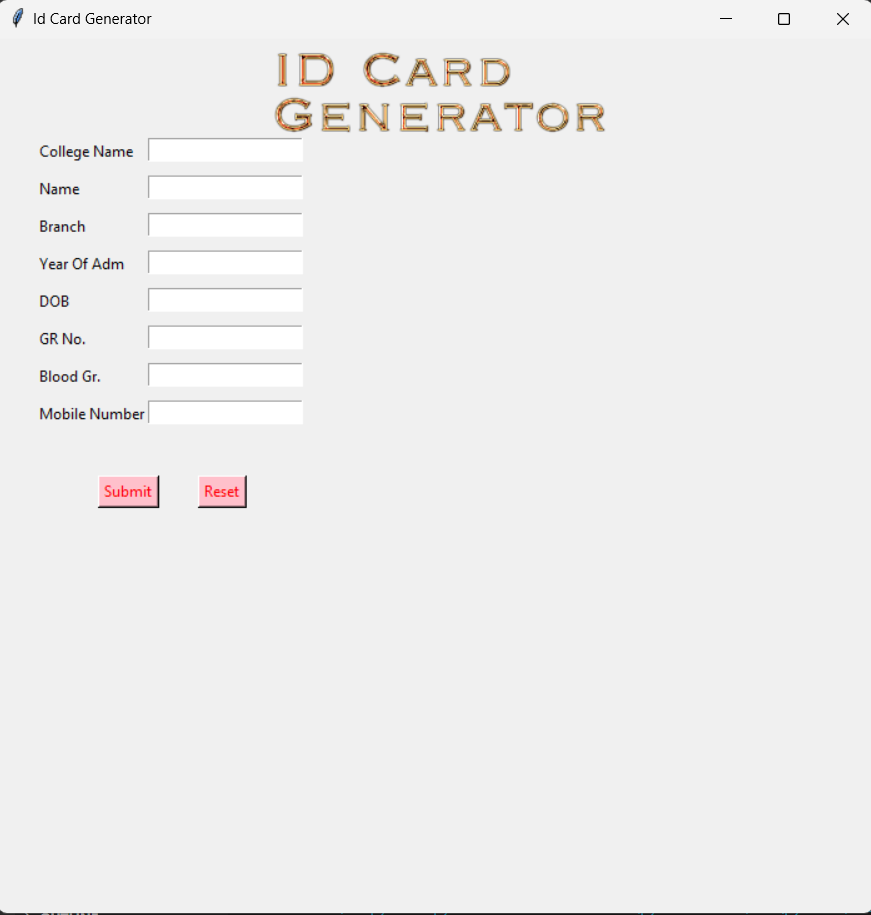 Id Card Generator
ID CARD
GENERATOR
College Name
Name
Branch
Year Of Adm
DOB
GR No.
Blood Gr.
Mobile Number
Submit Reset